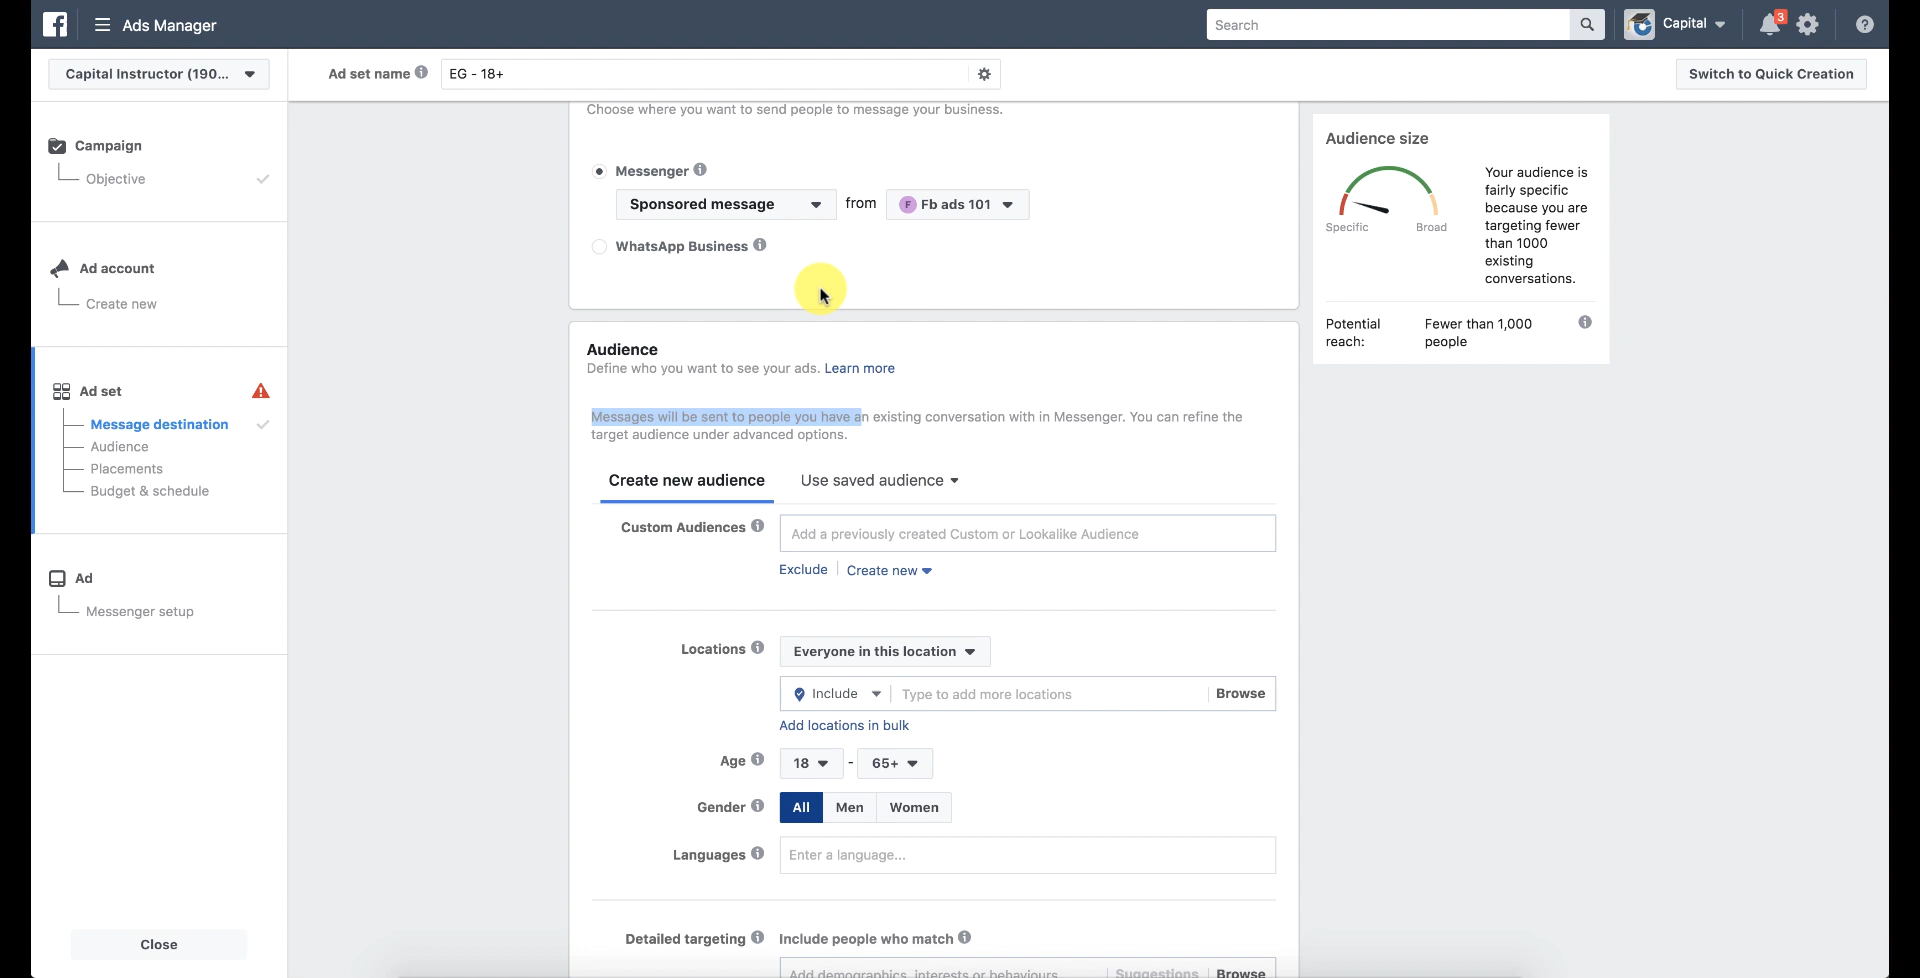 Ads Manager
Search
Capital
3
Capital Instructor (190...
Ad set name
EG - 18+
Switch to Quick Creation
Campaign
Objective
Ad account
Create new
Ad set
Message destination
Audience
Placements
Budget & schedule
Ad
Messenger setup
Close
Choose where you want to send people to message your business.
Messenger
Sponsored message
from
F
Fb ads 101
WhatsApp Business
Audience
Define who you want to see your ads. Learn more
Messages will be sent to people you have an existing conversation with in Messenger. You can refine the
target audience under advanced options.
Create new audience
Use saved audience
Custom Audiences
Add a previously created Custom or Lookalike Audience
Exclude
Create new
Locations
Everyone in this location
Include
Type to add more locations
Browse
Add locations in bulk
Age
18
-
65+
Gender
All
Men
Women
Languages
Enter a language...
Detailed targeting
Include people who match
Add demographics, interests or behaviours
Suggestions
Browse
Audience size
Specific
Broad
Your audience is
fairly specific
because you are
targeting fewer
than 1000
existing
conversations.
Potential
reach:
Fewer than 1,000
people